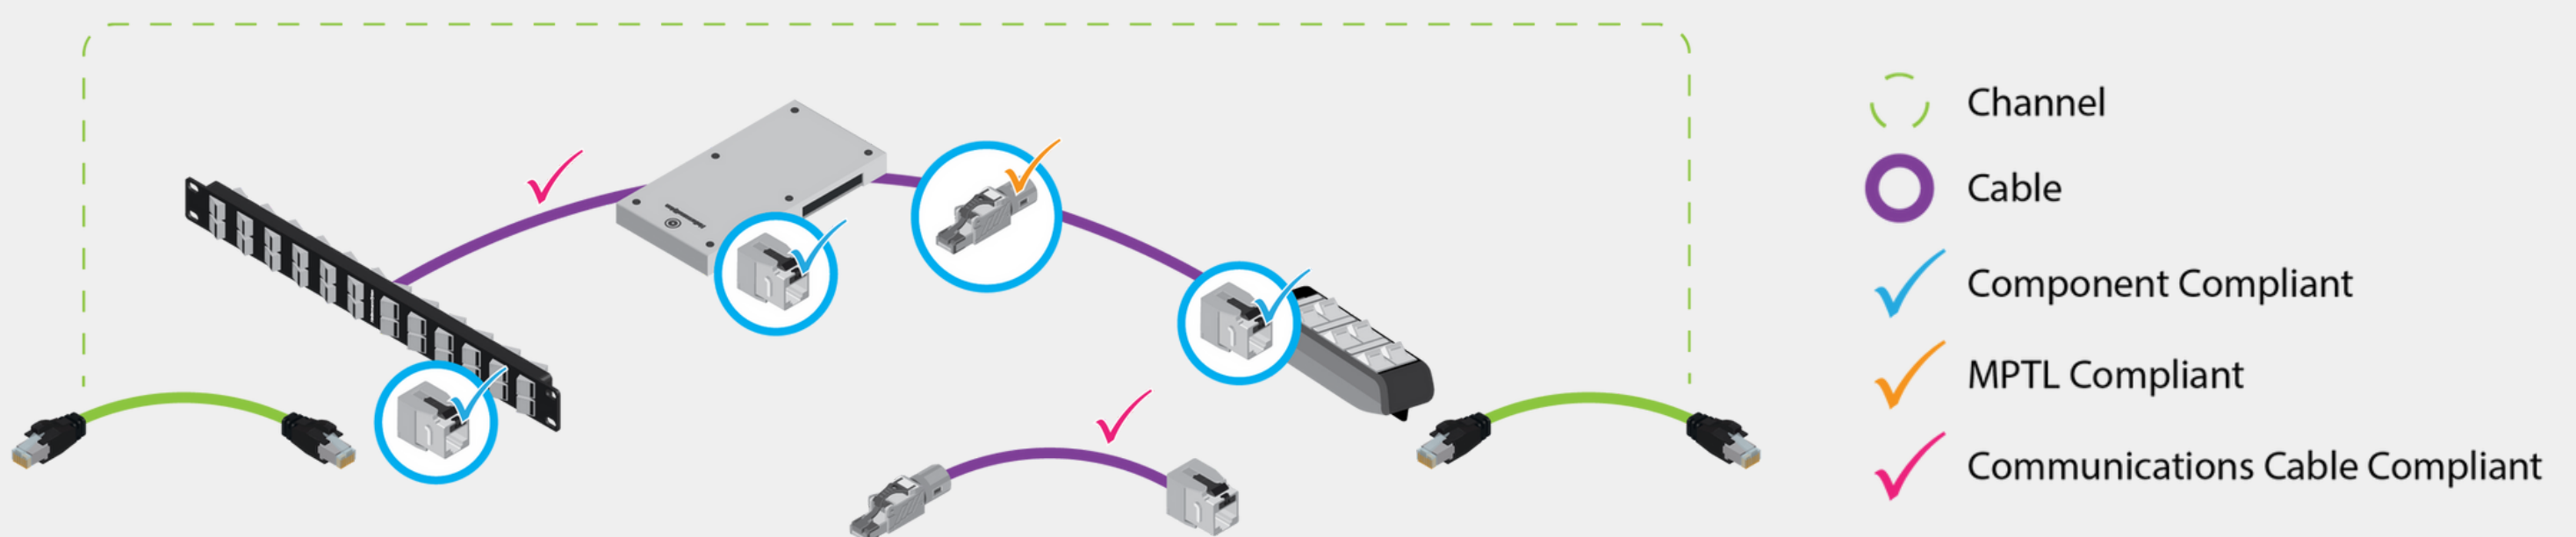 Channel
Cable
Component Compliant
MPTL Compliant
Communications Cable Compliant